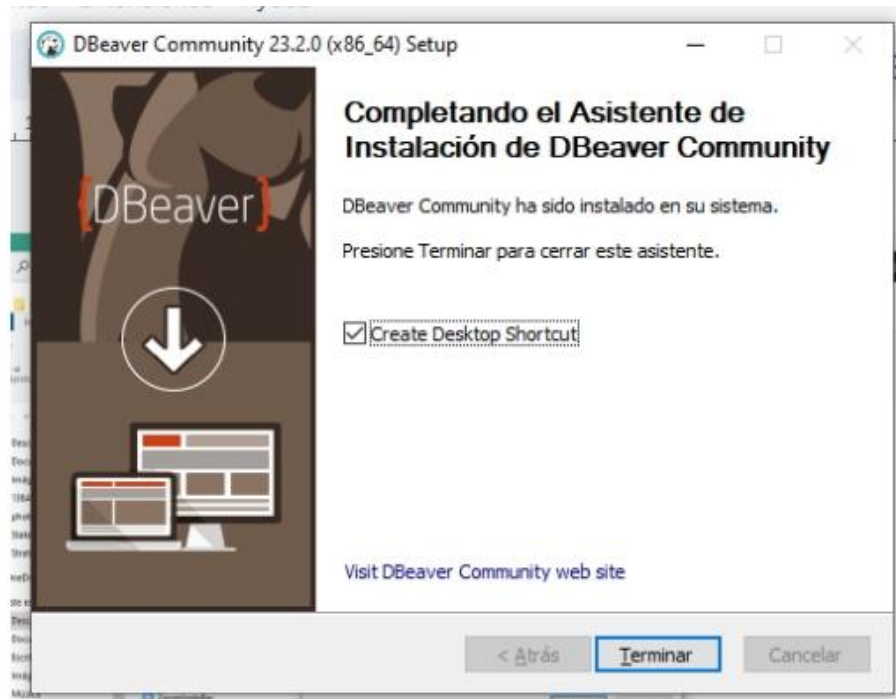 DBeaver Community 23.2.0 (x86_64) Setup
{DBeaver}
Completando el Asistente de
Instalación de DBeaver Community
DBeaver Community ha sido instalado en su sistema.
Presione Terminar para cerrar este asistente.
Create Desktop Shortcut
Visit DBeaver Community web site
< Atrás
Terminar
Cancelar